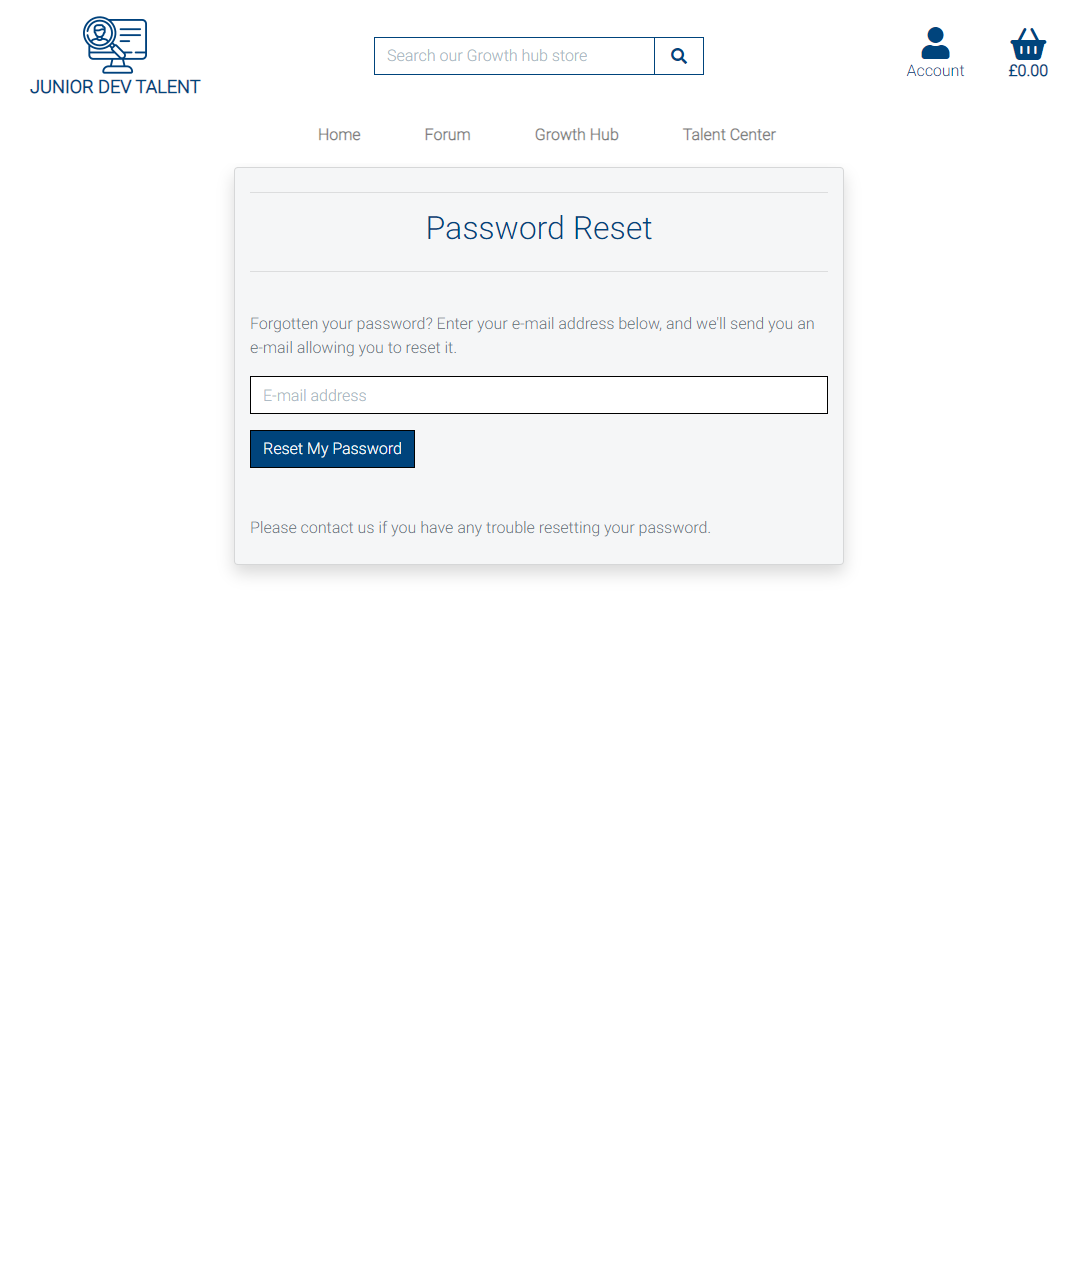 JUNIOR DEV TALENT
Search our Growth hub store
Account
£0.00
Home
Forum
Growth Hub
Talent Center
Password Reset
Forgotten your password? Enter your e-mail address below, and we'll send you an
e-mail allowing you to reset it.
E-mail address
Reset My Password
Please contact us if you have any trouble resetting your password.